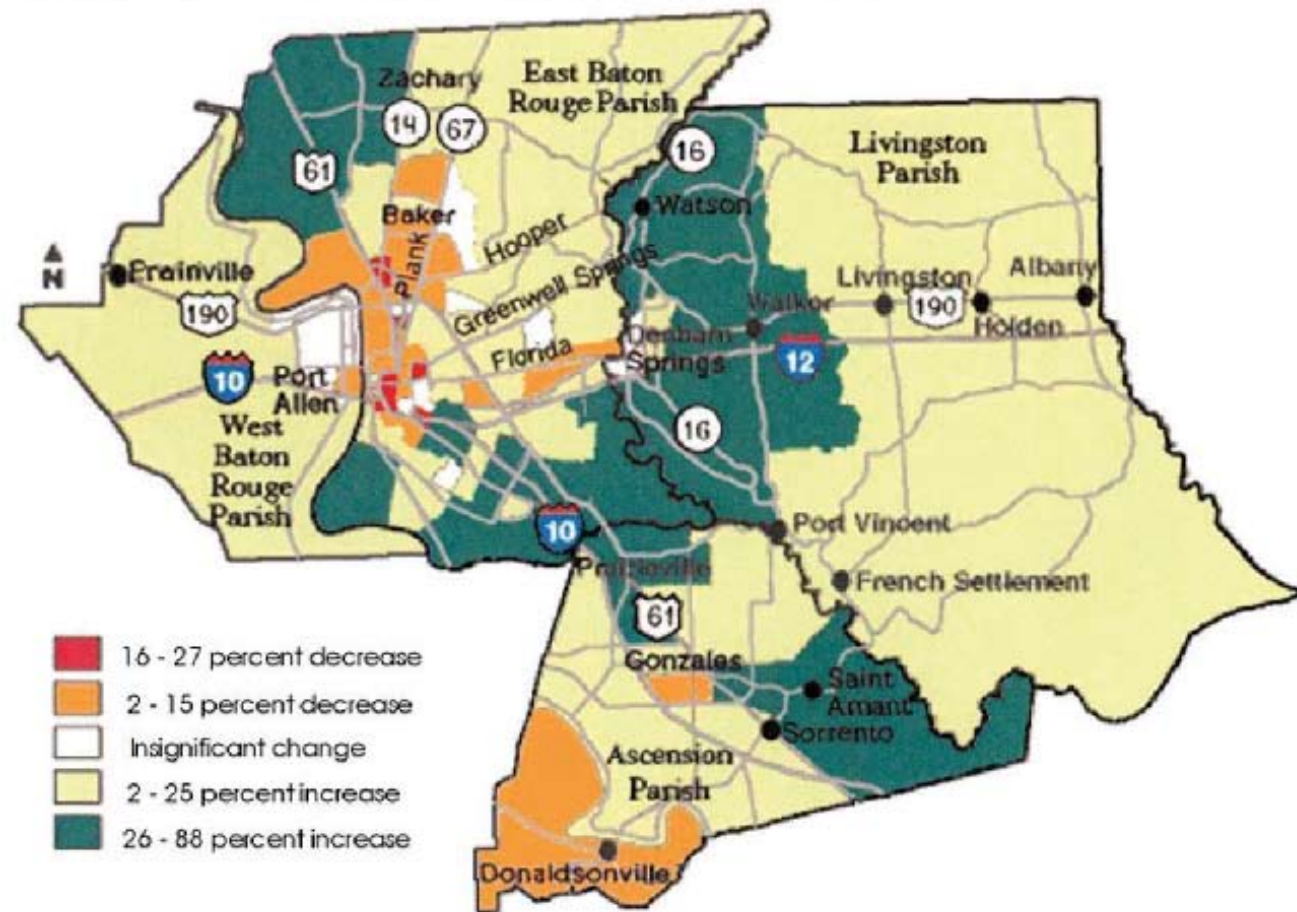 Zachary
East Baton
Rouge Parish
14
67
61
16
Livingston
Parish
Watson
Baker
Plank
Hooper
N
Prainville
190
Greenwell Springs
Livingston
190
Albany
Holden
Walker
Denham
Springs
12
Florida
10
Port
Allen
West
Baton
Rouge
Parish
16
10
Port Vincent
Prairieville
French Settlement
61
Gonzales
Saint
Amant
Sorrento
Ascension
Parish
Donaldsonville
16 - 27 percent decrease
2 - 15 percent decrease
Insignificant change
2 - 25 percent increase
26 - 88 percent increase